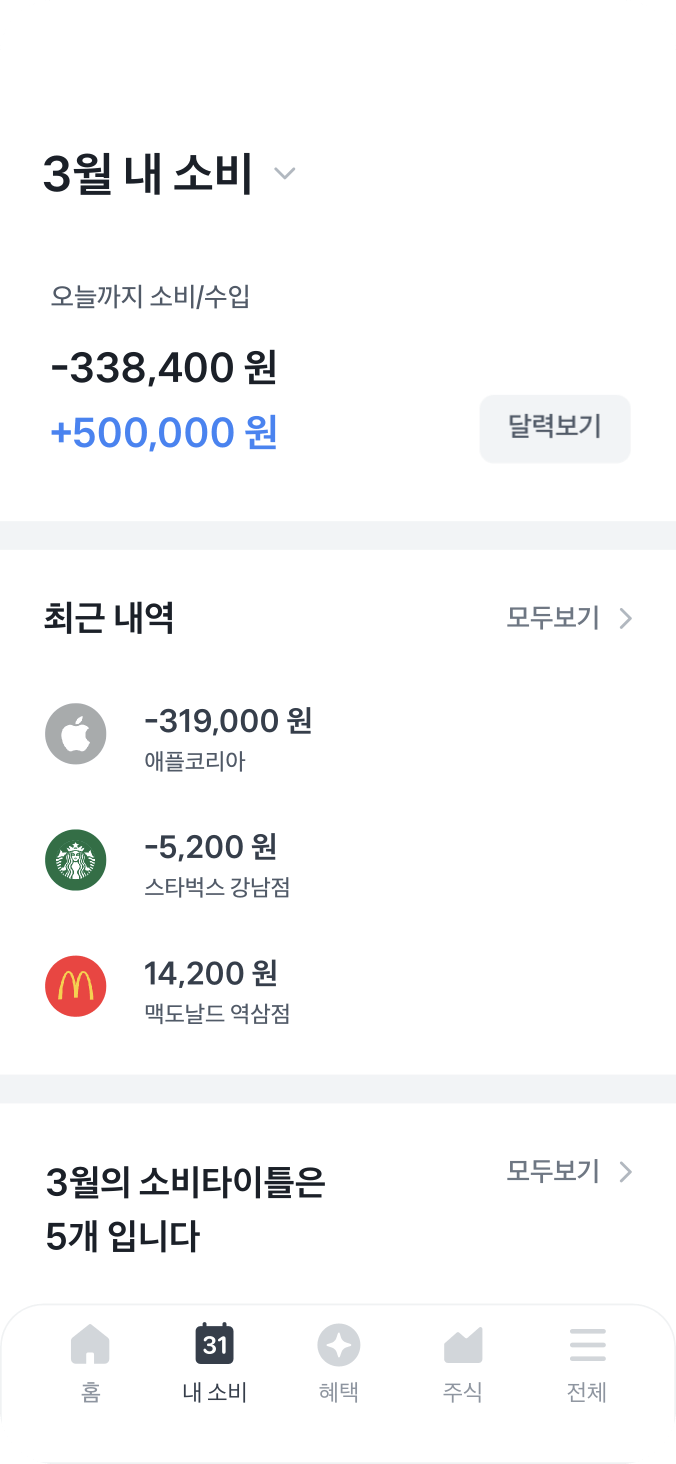 3월 내 소비
오늘까지 소비/수입
-338,400 원
+500,000 원
달력보기
최근 내역
모두보기
-319,000 원
애플코리아
-5,200 원
스타벅스 강남점
14,200 원
맥도날드 역삼점
3월의 소비타이틀은
모두보기
5개 입니다
31
홈
내 소비
혜택
주식
전체